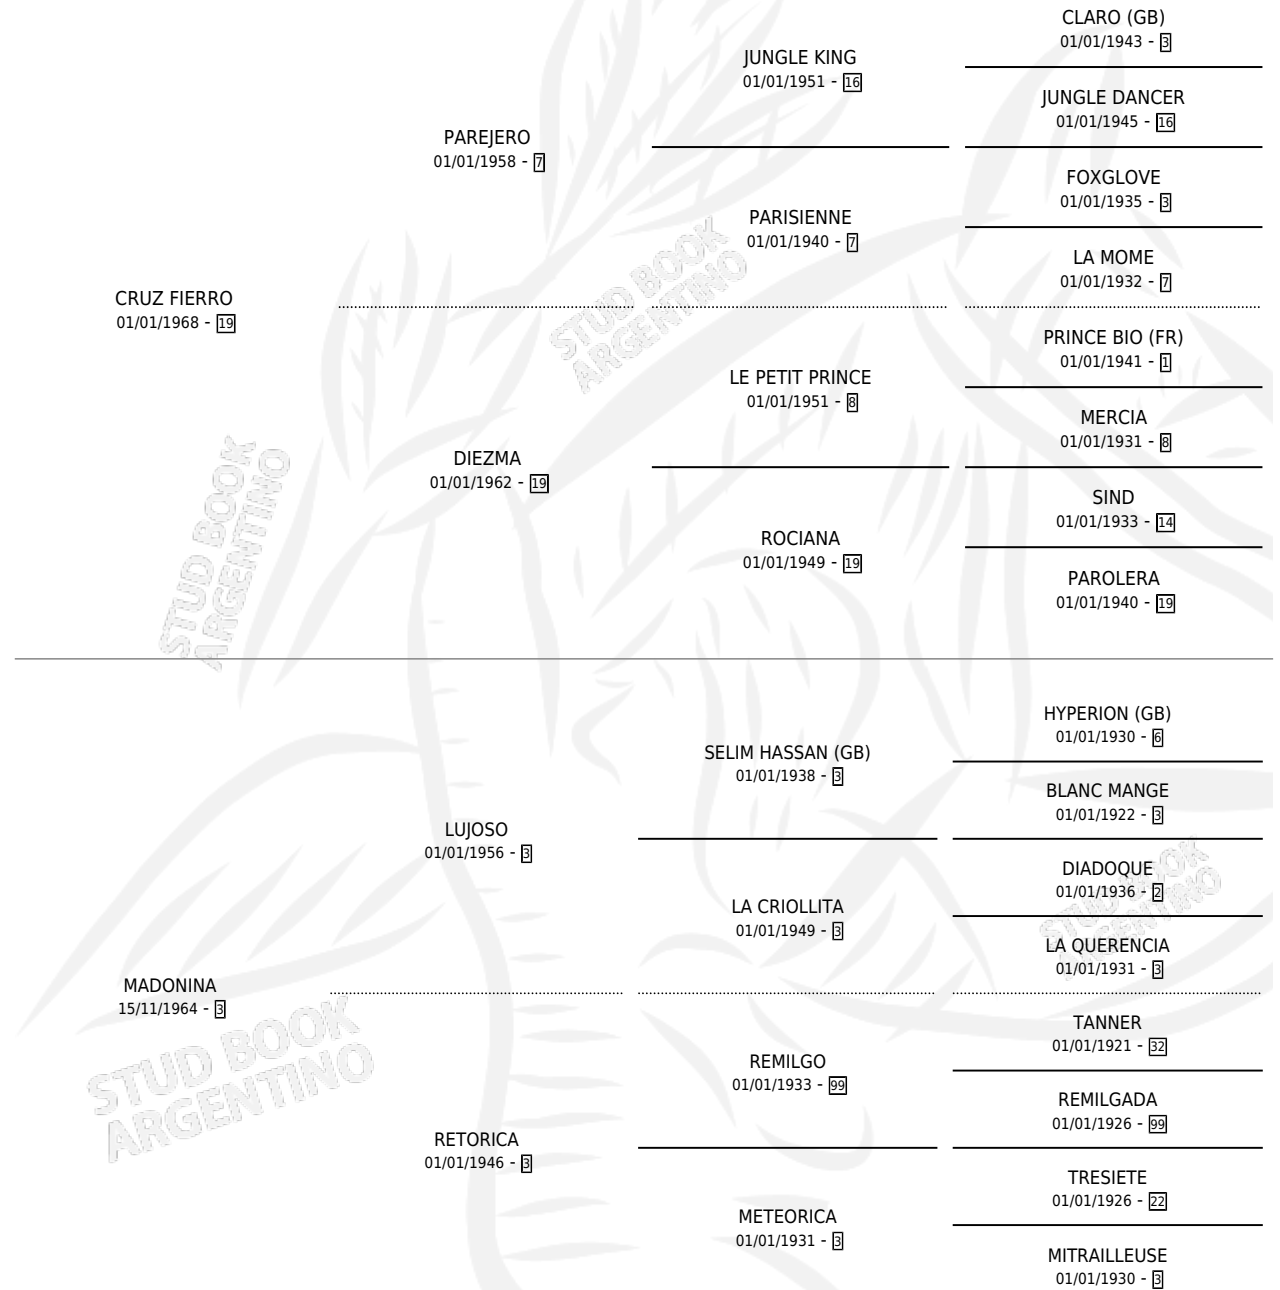 CLARO (GB)
01/01/1943 - 3
JUNGLE KING
01/01/1951 - 16
JUNGLE DANCER
01/01/1945 - 16
PAREJERO
01/01/1958 - 7
FOXGLOVE
01/01/1935 - 3
PARISIENNE
01/01/1940 - 7
LA MOME
01/01/1932 - 7
CRUZ FIERRO
01/01/1968 - 19
PRINCE BIO (FR)
01/01/1941 - 1
LE PETIT PRINCE
01/01/1951 - 8
MERCIA
01/01/1931 - 8
DIEZMA
01/01/1962 - 19
SIND
01/01/1933 - 14
ROCIANA
01/01/1949 - 19
PAROLERA
01/01/1940 - 19
HYPERION (GB)
01/01/1930 - 6
SELIM HASSAN (GB)
01/01/1938 - 3
BLANC MANGE
01/01/1922 - 3
LUJOSO
01/01/1956 - 3
DIADOQUE
01/01/1936 - 2
LA CRIOLLITA
01/01/1949 - 3
LA QUERENCIA
01/01/1931 - 3
MADONINA
15/11/1964 - 3
TANNER
01/01/1921 - 32
REMILGO
01/01/1933 - 99
REMILGADA
01/01/1926 - 99
RETORICA
01/01/1946 - 3
TRESIETE
01/01/1926 - 22
METEORICA
01/01/1931 - 3
MITRAILLEUSE
01/01/1930 - 3
STUD BOOK
ARGENTINO
STUD BOOK
ARGENTINO
STUD BOOK
ARGENTINO
STUD BOOK
ARGENTINO